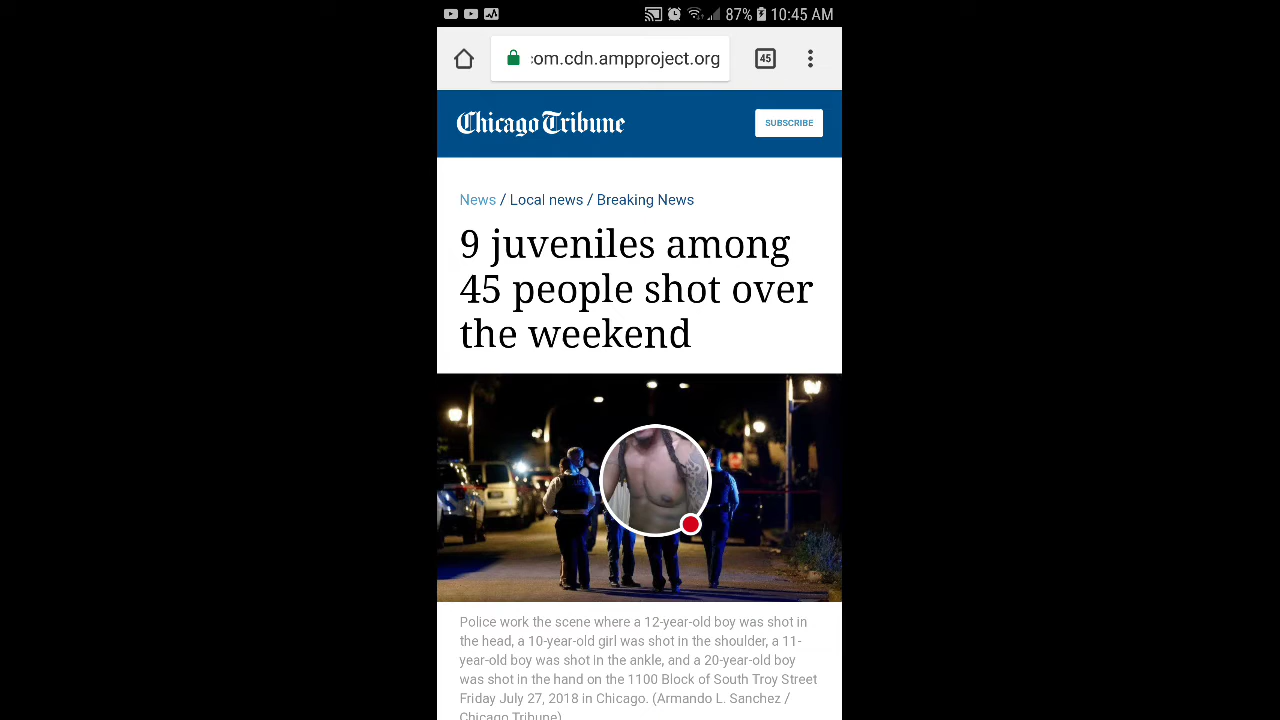 87% 10:45 AM
:om.cdn.ampproject.org 45
Chicago Tribune SUBSCRIBE
News / Local news / Breaking News
9 juveniles among
45 people shot over
the weekend
Police work the scene where a 12-year-old boy was shot in
the head, a 10-year-old girl was shot in the shoulder, a 11-
year-old boy was shot in the ankle, and a 20-year-old boy
was shot in the hand on the 1100 Block of South Troy Street
Friday July 27, 2018 in Chicago. (Armando L. Sanchez /
Chicago Tribune)